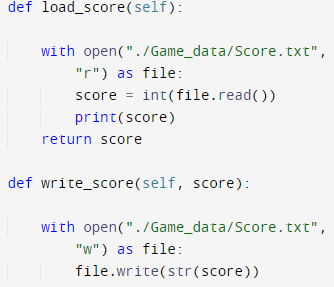 def load_score(self):
with open("./Game_data/Score.txt",
"r") as file:
score = int(file.read())
print(score)
return score
def write_score(self, score):
with open("./Game_data/Score.txt",
"w") as file:
file.write(str(score))